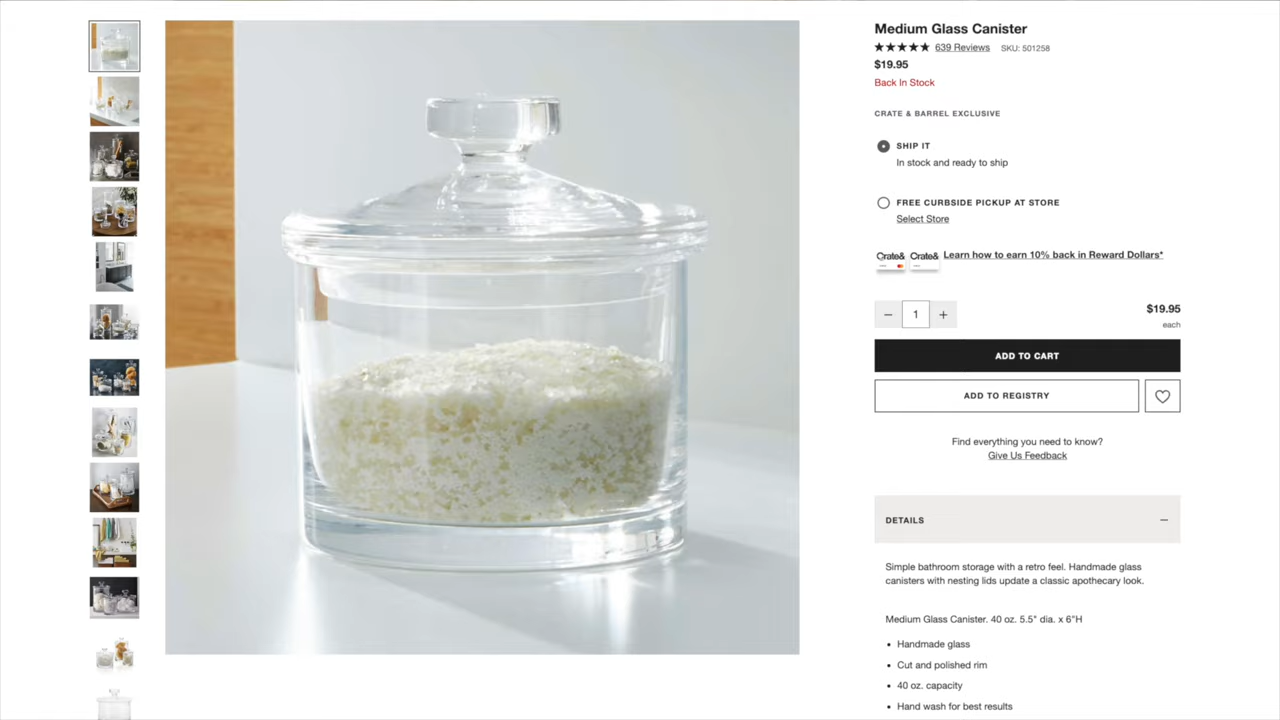 Medium Glass Canister
639 Reviews SKU: 501258
$19.95
Back In Stock
CRATE & BARREL EXCLUSIVE
SHIP IT
In stock and ready to ship
FREE CURBSIDE PICKUP AT STORE
Select Store
Crate& Crate& Learn how to earn 10% back in Reward Dollars*
− 1 + $19.95
each
ADD TO CART
ADD TO REGISTRY
Find everything you need to know?
Give Us Feedback
DETAILS −
Simple bathroom storage with a retro feel. Handmade glass
canisters with nesting lids update a classic apothecary look.
Medium Glass Canister. 40 oz. 5.5" dia. x 6"H
• Handmade glass
• Cut and polished rim
• 40 oz. capacity
• Hand wash for best results